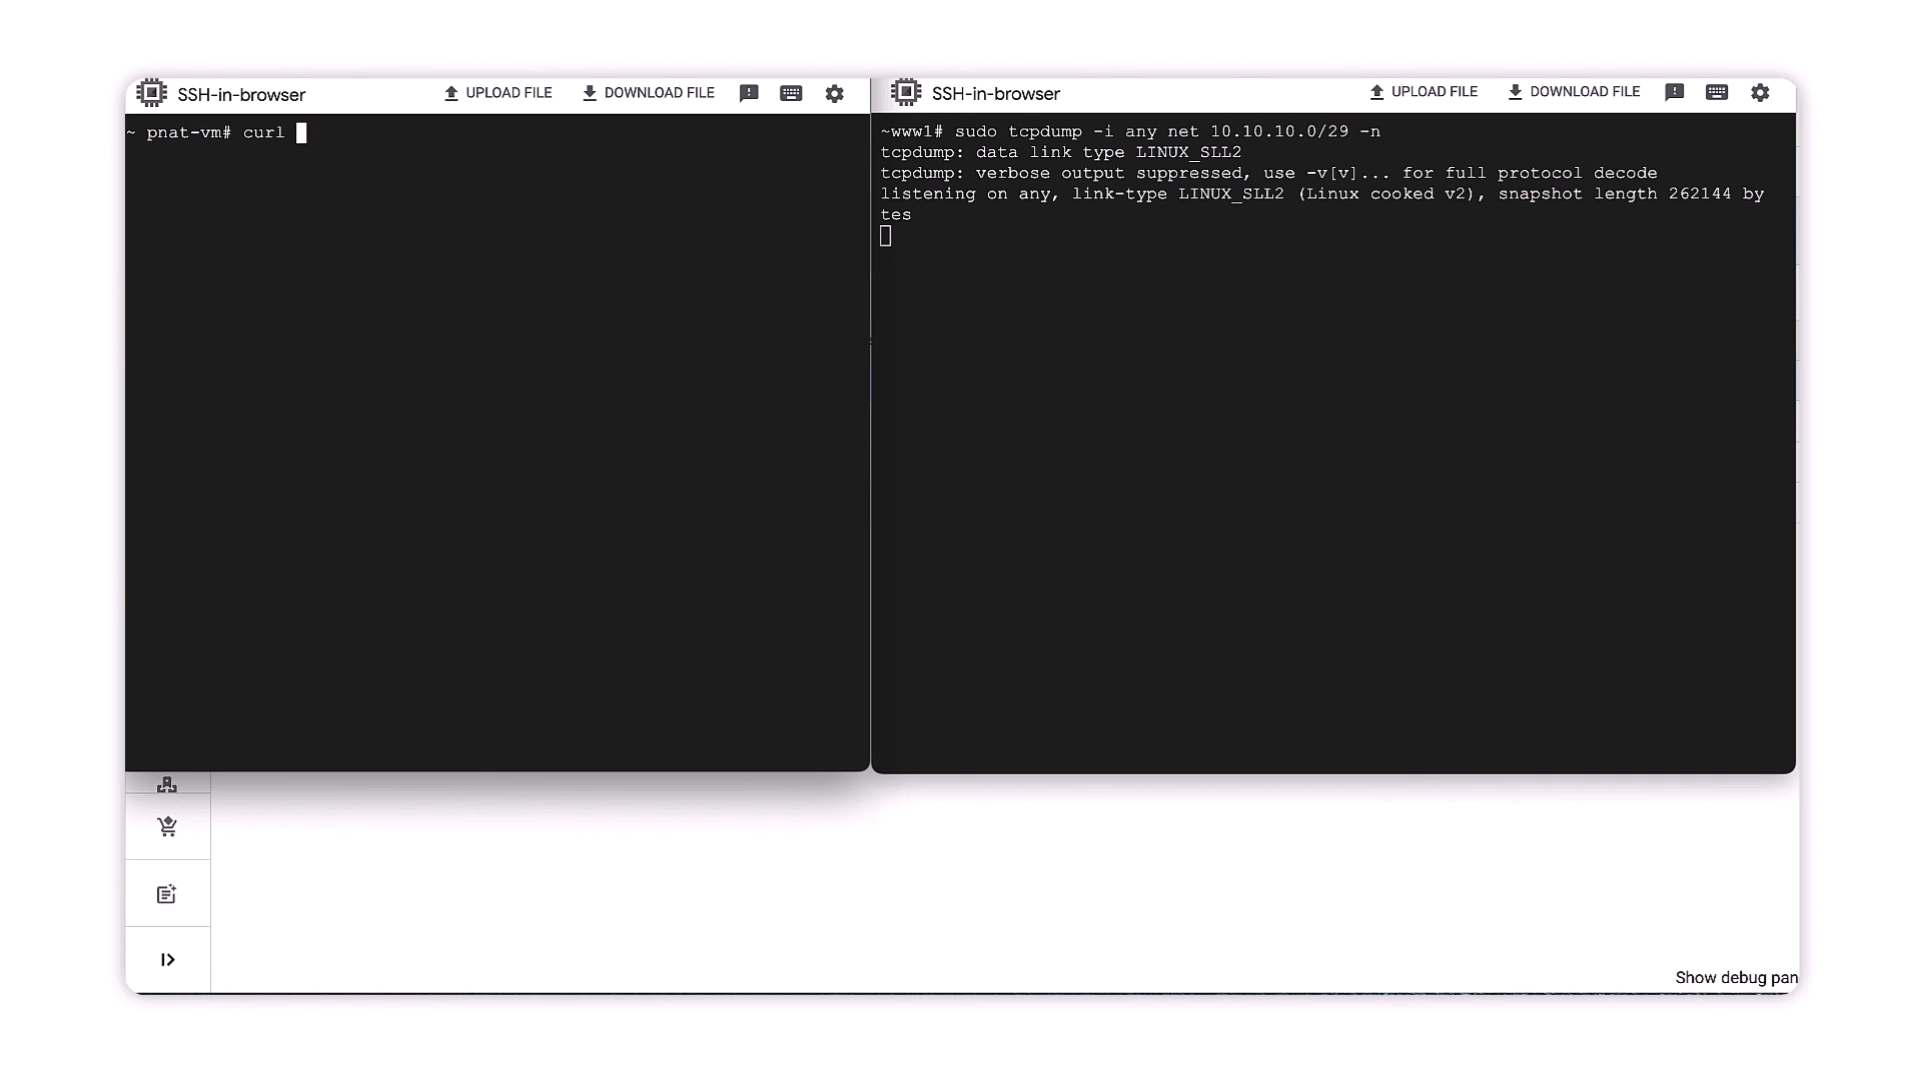 SSH-in-browser UPLOAD FILE DOWNLOAD FILE
~ pnat-vm# curl
SSH-in-browser UPLOAD FILE DOWNLOAD FILE
~www1# sudo tcpdump -i any net 10.10.10.0/29 -n
tcpdump: data link type LINUX_SLL2
tcpdump: verbose output suppressed, use -v[v]... for full protocol decode
listening on any, link-type LINUX_SLL2 (Linux cooked v2), snapshot length 262144 by
tes
Show debug pan